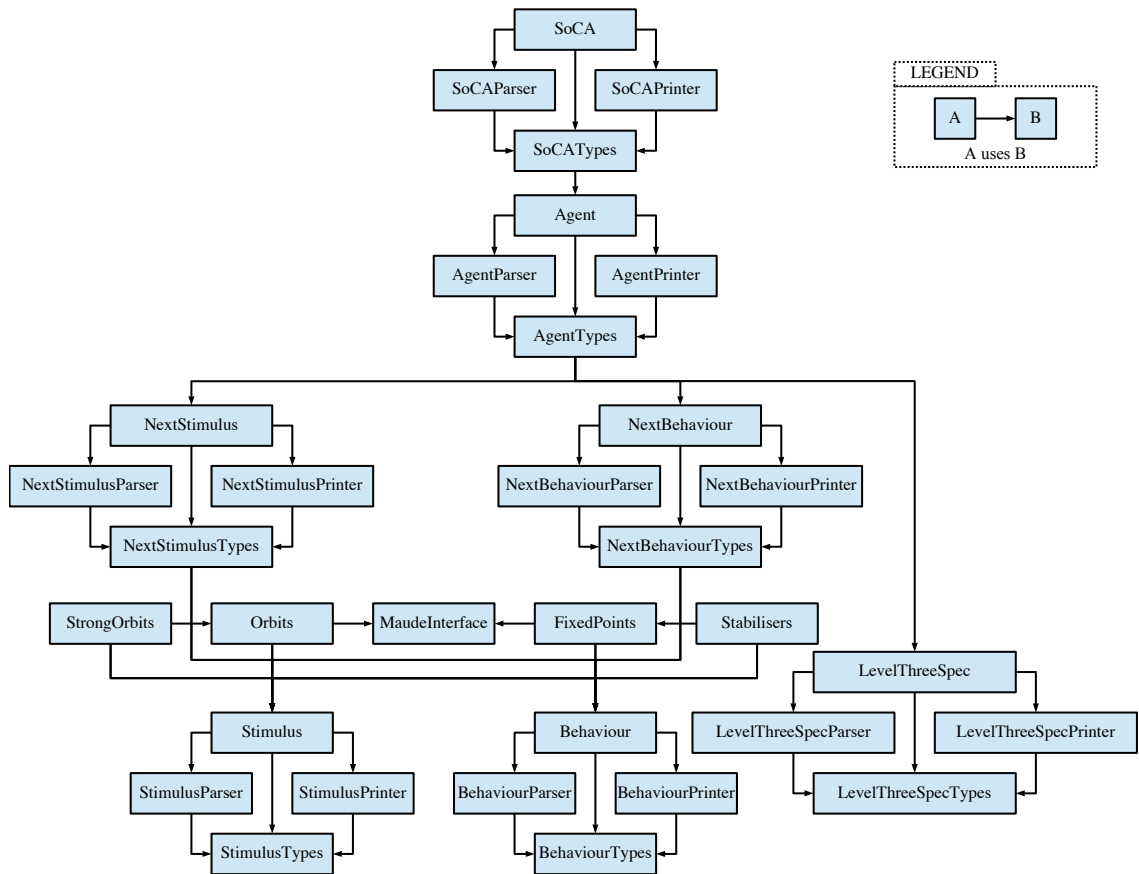 SoCA
SoCAParser
SoCAPrinter
SoCATypes
LEGEND
A
B
A uses B
Agent
AgentParser
AgentPrinter
AgentTypes
NextStimulus
NextBehaviour
NextStimulusParser
NextStimulusPrinter
NextBehaviourParser
NextBehaviourPrinter
NextStimulusTypes
NextBehaviourTypes
StrongOrbits
Orbits
MaudeInterface
FixedPoints
Stabilisers
LevelThreeSpec
Stimulus
Behaviour
LevelThreeSpecParser
LevelThreeSpecPrinter
StimulusParser
StimulusPrinter
BehaviourParser
BehaviourPrinter
LevelThreeSpecTypes
StimulusTypes
BehaviourTypes